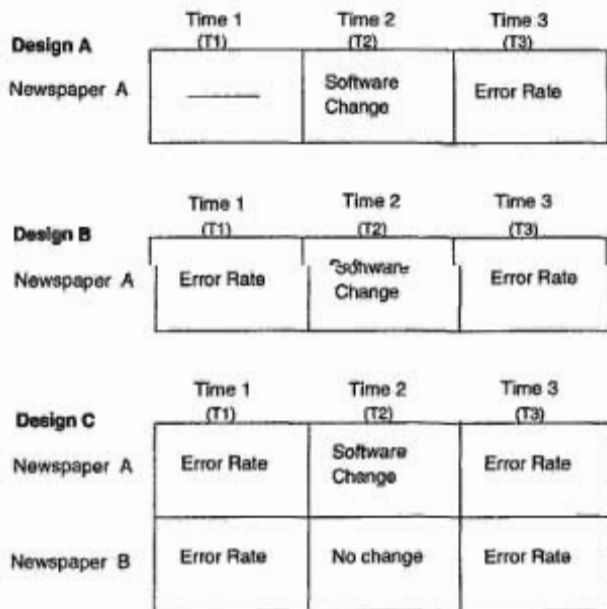 Time 1 Time 2 Time 3
Design A (T1) (T2) (T3)
Newspaper A Software Error Rate
Change
Time 1 Time 2 Time 3
Design B (T1) (T2) (T3)
Newspaper A Error Rate Software Error Rate
Change
Time 1 Time 2 Time 3
Design C (T1) (T2) (T3)
Newspaper A Error Rate Software Error Rate
Change
Newspaper B Error Rate No change Error Rate